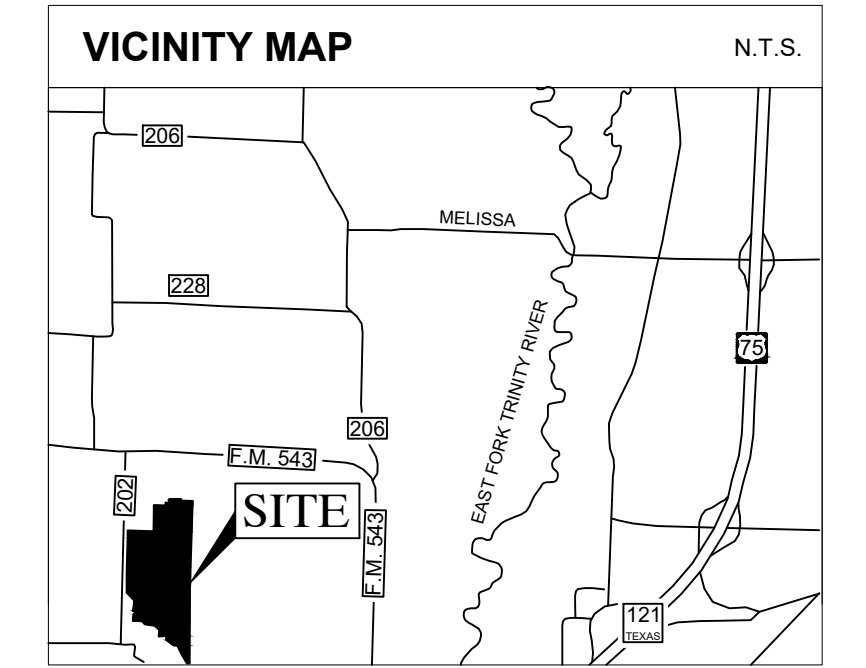 VICINITY MAP
N.T.S.
206
MELISSA
228
75
EAST FORK TRINITY RIVER
206
F.M. 543
202
SITE
F.M. 543
121
TEXAS